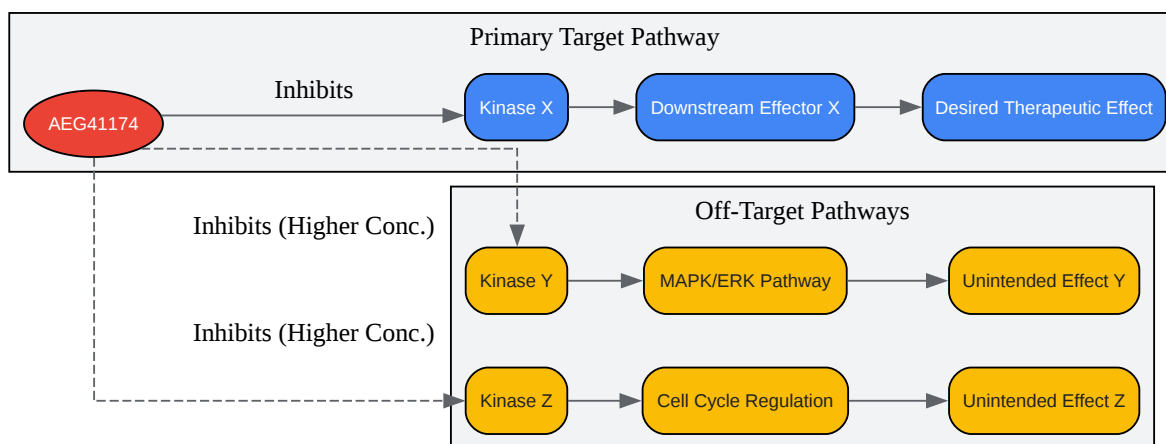 Primary Target Pathway
Inhibits
AEG41174
Kinase X
Downstream Effector X
Desired Therapeutic Effect
Off-Target Pathways
Inhibits (Higher Conc.)
Kinase Y
MAPK/ERK Pathway
Unintended Effect Y
Inhibits (Higher Conc.)
Kinase Z
Cell Cycle Regulation
Unintended Effect Z